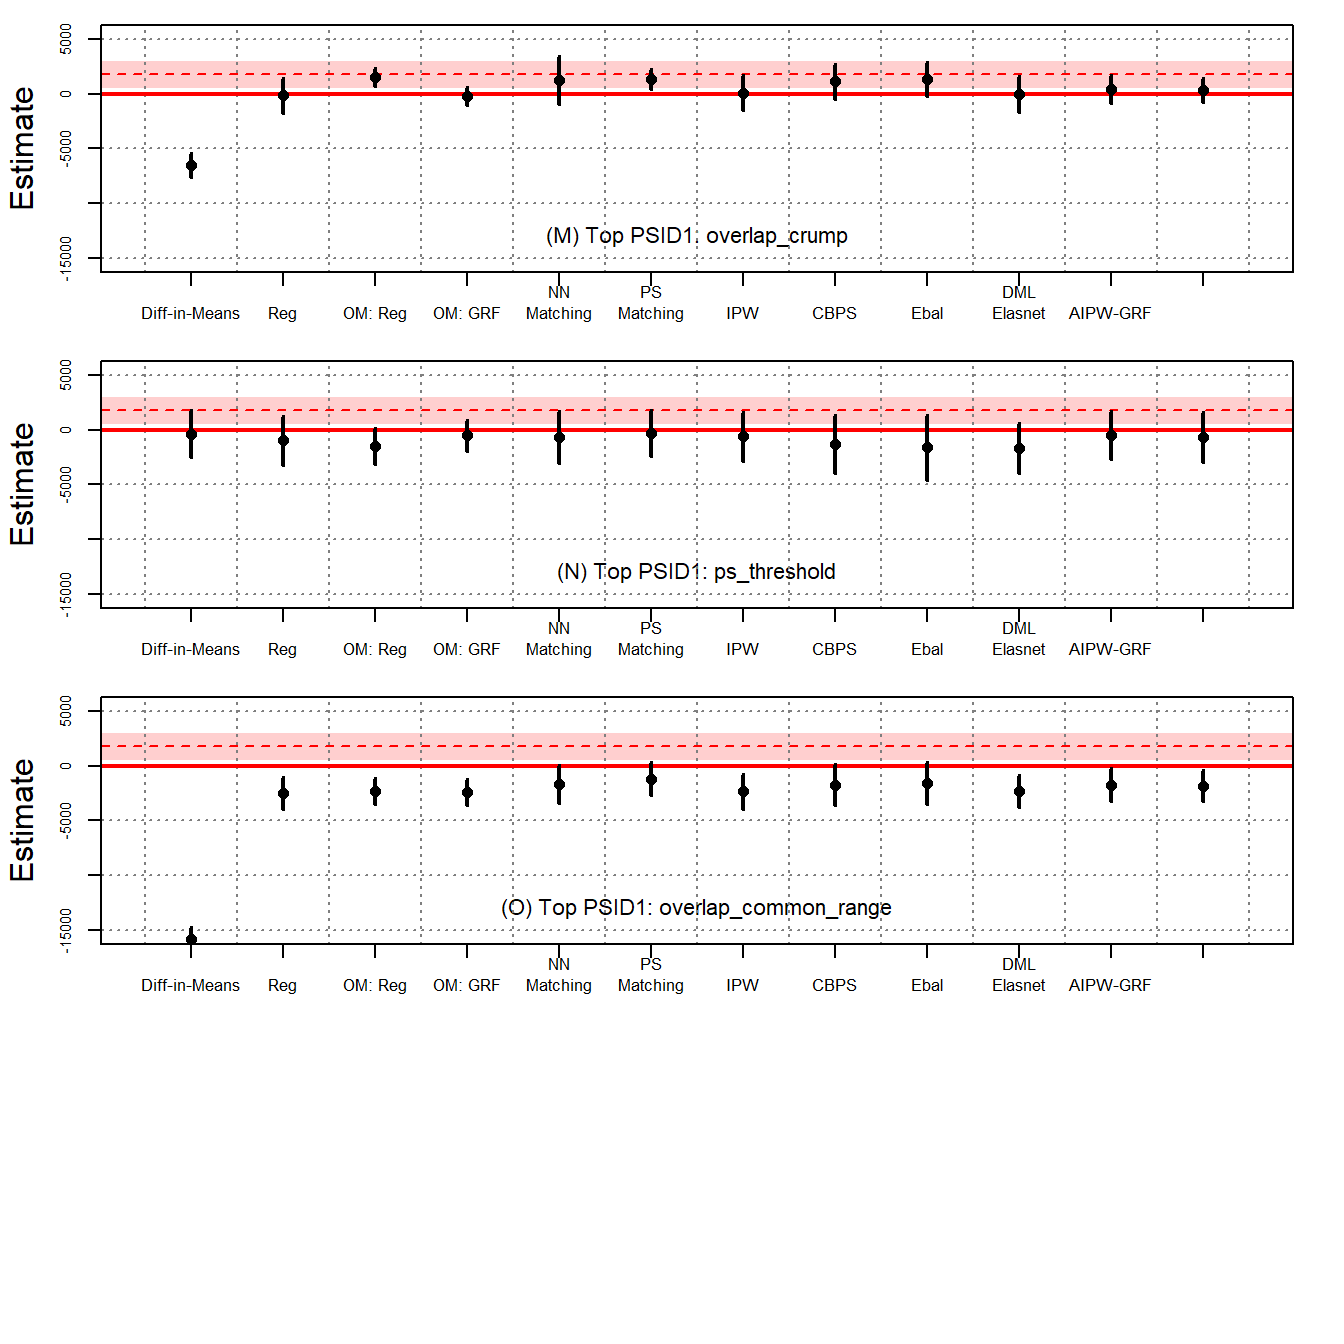 Estimate
5000
0
-5000
-15000
(M) Top PSID1: overlap_crump
Diff-in-Means Reg OM: Reg OM: GRF NN Matching PS Matching IPW CBPS Ebal DML Elasnet AIPW-GRF
Estimate
5000
0
-5000
-15000
(N) Top PSID1: ps_threshold
Diff-in-Means Reg OM: Reg OM: GRF NN Matching PS Matching IPW CBPS Ebal DML Elasnet AIPW-GRF
Estimate
5000
0
-5000
-15000
(O) Top PSID1: overlap_common_range
Diff-in-Means Reg OM: Reg OM: GRF NN Matching PS Matching IPW CBPS Ebal DML Elasnet AIPW-GRF